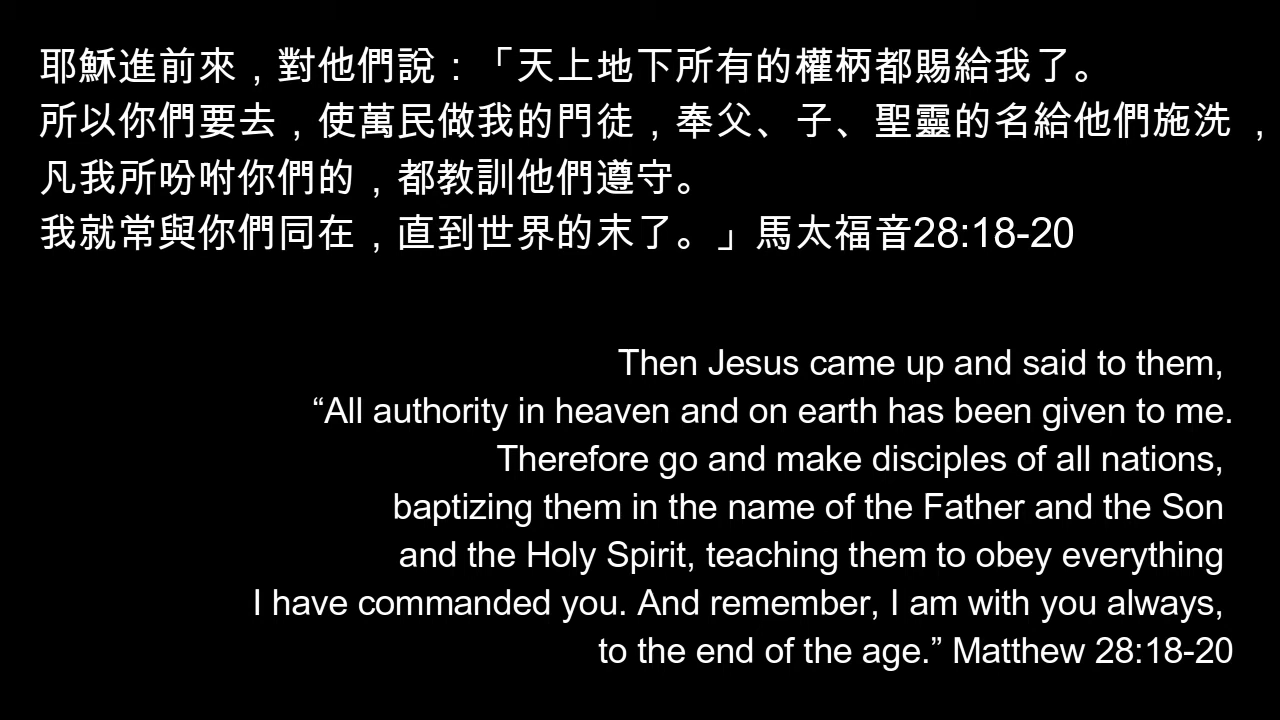 耶穌進前來，對他們說：「天上地下所有的權柄都賜給我了。
所以你們要去，使萬民做我的門徒，奉父、子、聖靈的名給他們施洗 ，
凡我所吩咐你們的，都教訓他們遵守。
我就常與你們同在，直到世界的末了。」馬太福音28:18-20
Then Jesus came up and said to them,
“All authority in heaven and on earth has been given to me.
Therefore go and make disciples of all nations,
baptizing them in the name of the Father and the Son
and the Holy Spirit, teaching them to obey everything
I have commanded you. And remember, I am with you always,
to the end of the age.” Matthew 28:18-20